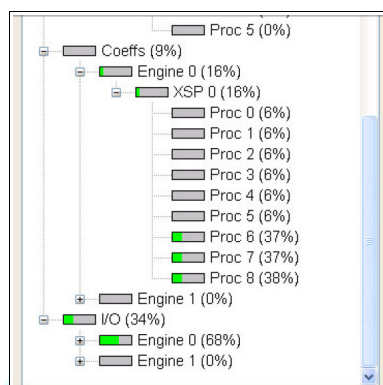 Proc 5 (0%)
Coeffs (9%)
Engine 0 (16%)
XSP 0 (16%)
Proc 0 (6%)
Proc 1 (6%)
Proc 2 (6%)
Proc 3 (6%)
Proc 4 (6%)
Proc 5 (6%)
Proc 6 (37%)
Proc 7 (37%)
Proc 8 (38%)
Engine 1 (0%)
I/O (34%)
Engine 0 (68%)
Engine 1 (0%)